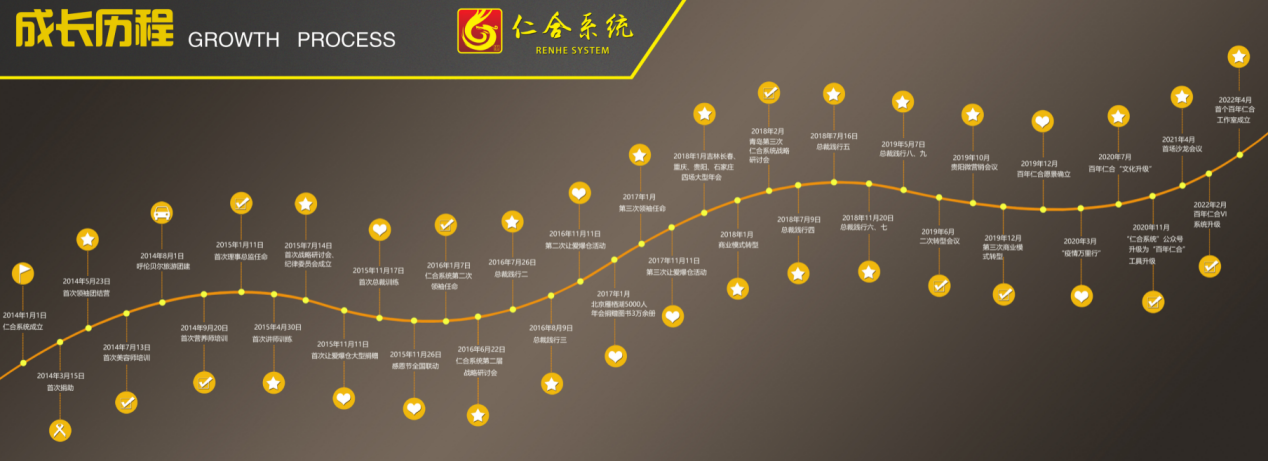 成长历程
GROWTH PROCESS
仁合系统
RENHE SYSTEM
2014年1月1日
仁合系统成立
2014年3月15日
首次捐助
2014年5月23日
首次领袖团结营
2014年7月13日
首次美容师培训
2014年8月1日
呼伦贝尔旅游团建
2014年9月20日
首次营养师培训
2015年1月11日
首次理事总监任命
2015年4月30日
首次讲师训练
2015年7月14日
首次战略研讨会、
纪律委员会成立
2015年11月11日
首次让爱爆仓大型捐赠
2015年11月17日
首次总裁训练
2015年11月26日
感恩节全国联动
2016年1月7日
仁合系统第二次
领袖任命
2016年6月22日
仁合系统第二届
战略研讨会
2016年7月26日
总裁践行二
2016年8月9日
总裁践行三
2016年11月11日
第二次让爱爆仓活动
2017年1月
北京雁栖湖5000人
年会捐赠图书3万余册
2017年1月
第三次领袖任命
2017年11月11日
第三次让爱爆仓活动
2018年1月吉林长春、
重庆、贵阳、石家庄
四场大型年会
2018年1月
商业模式转型
2018年2月
青岛第三次
仁合系统战略
研讨会
2018年7月9日
总裁践行四
2018年7月16日
总裁践行五
2018年11月20日
总裁践行六、七
2019年5月7日
总裁践行八、九
2019年6月
二次转型会议
2019年10月
贵阳微营销会议
2019年12月
第三次商业模
式转型
2019年12月
百年仁合愿景确立
2020年3月
“疫情万里行”
2020年7月
百年仁合“文化升级”
2020年11月
“仁合系统”公众号
升级为“百年仁合”
工具升级
2021年4月
首场沙龙会议
2022年2月
百年仁合VI
系统升级
2022年4月
首个百年仁合
工作室成立